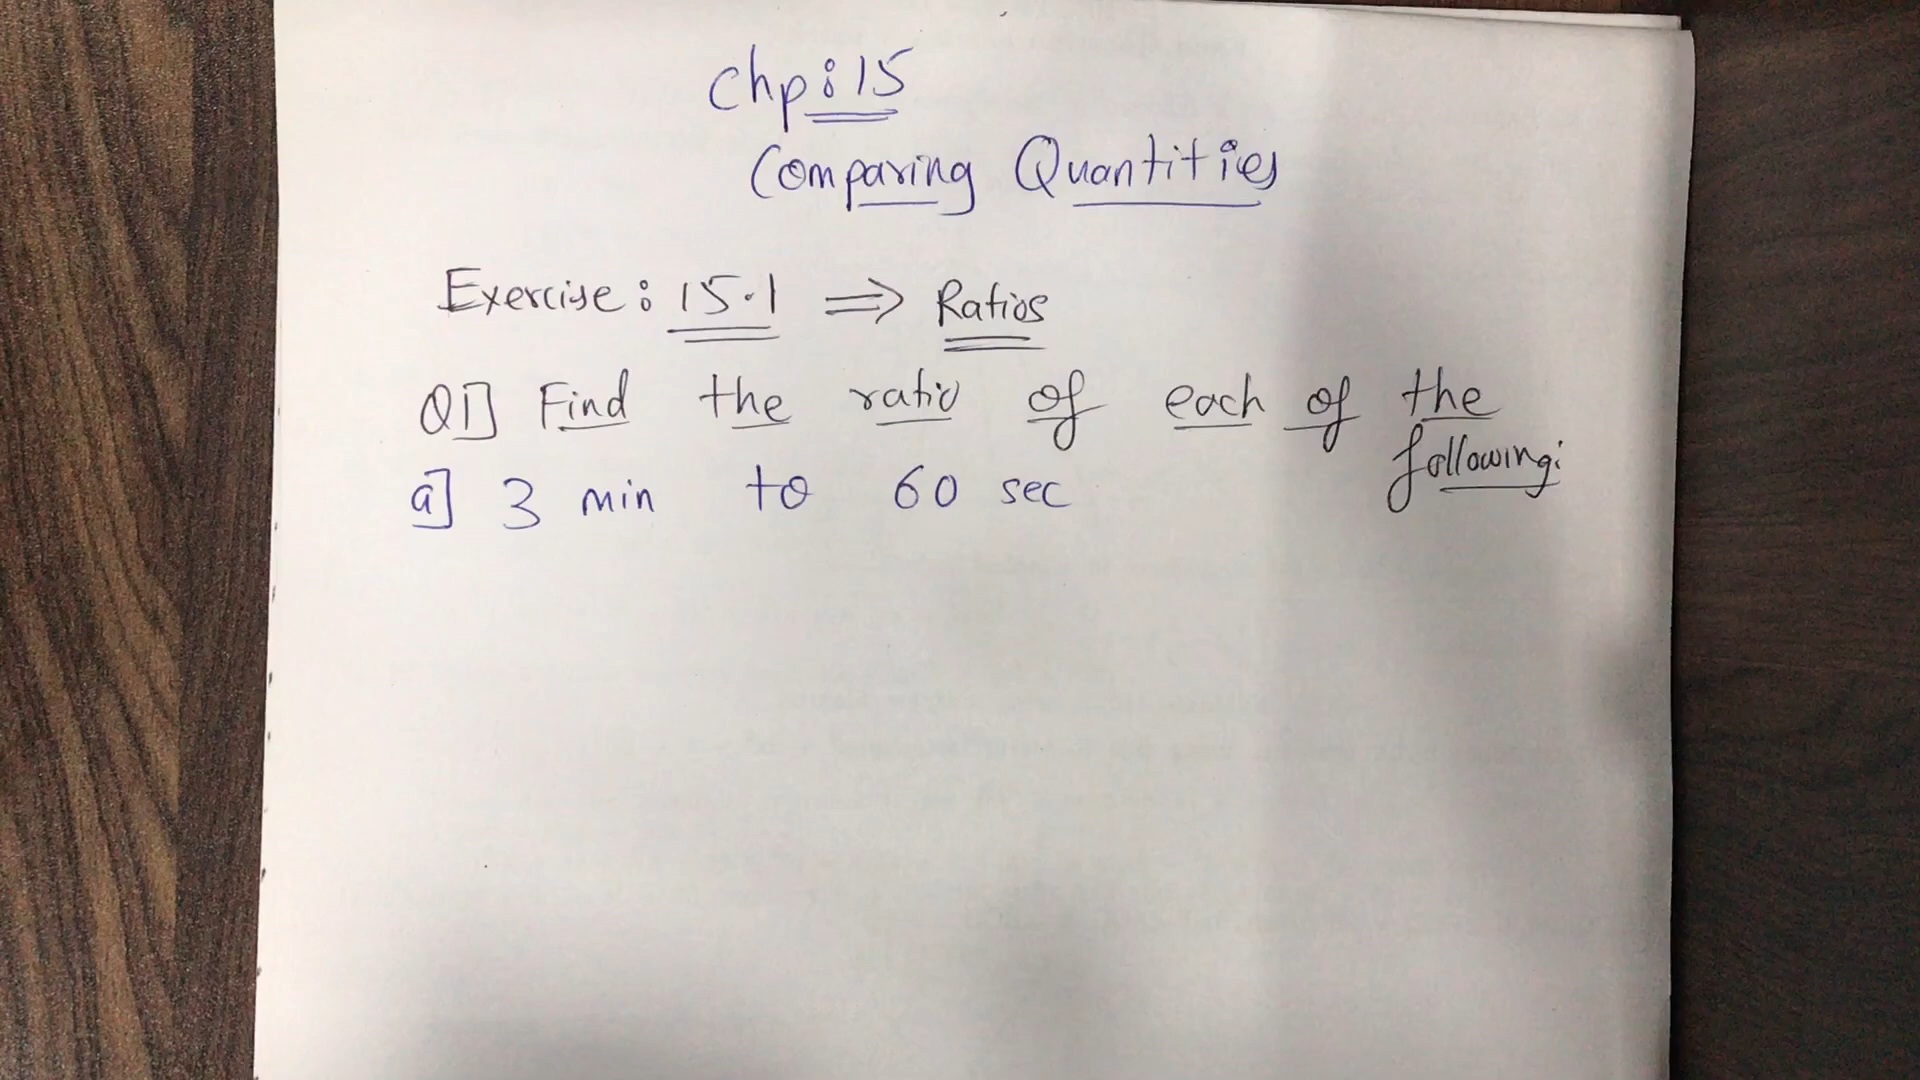 Chp: 15
Comparing Quantities
Exercise: 15.1 ⇒ Ratios
Q1] Find the ratio of each of the
following:
a] 3 min to 60 sec